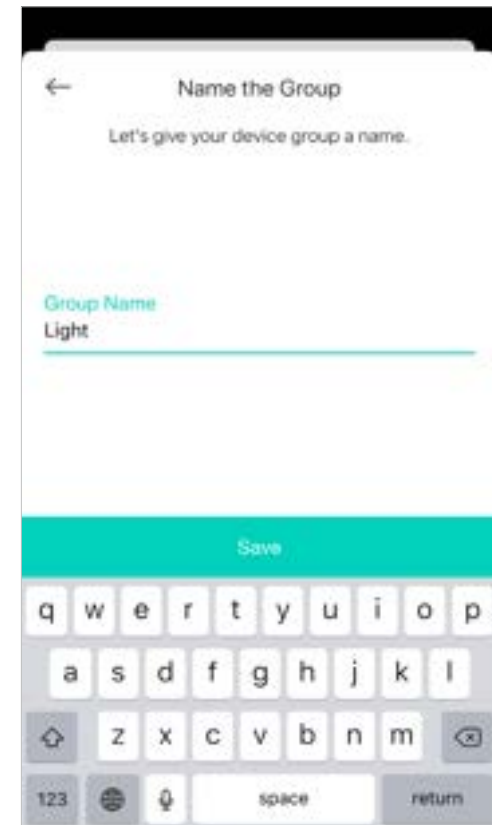 Name the Group
Let's give your device group a name.
Group Name
Light
Save
q w e r t y u i o p
a s d f g h j k l
z x c v b n m
123 space return